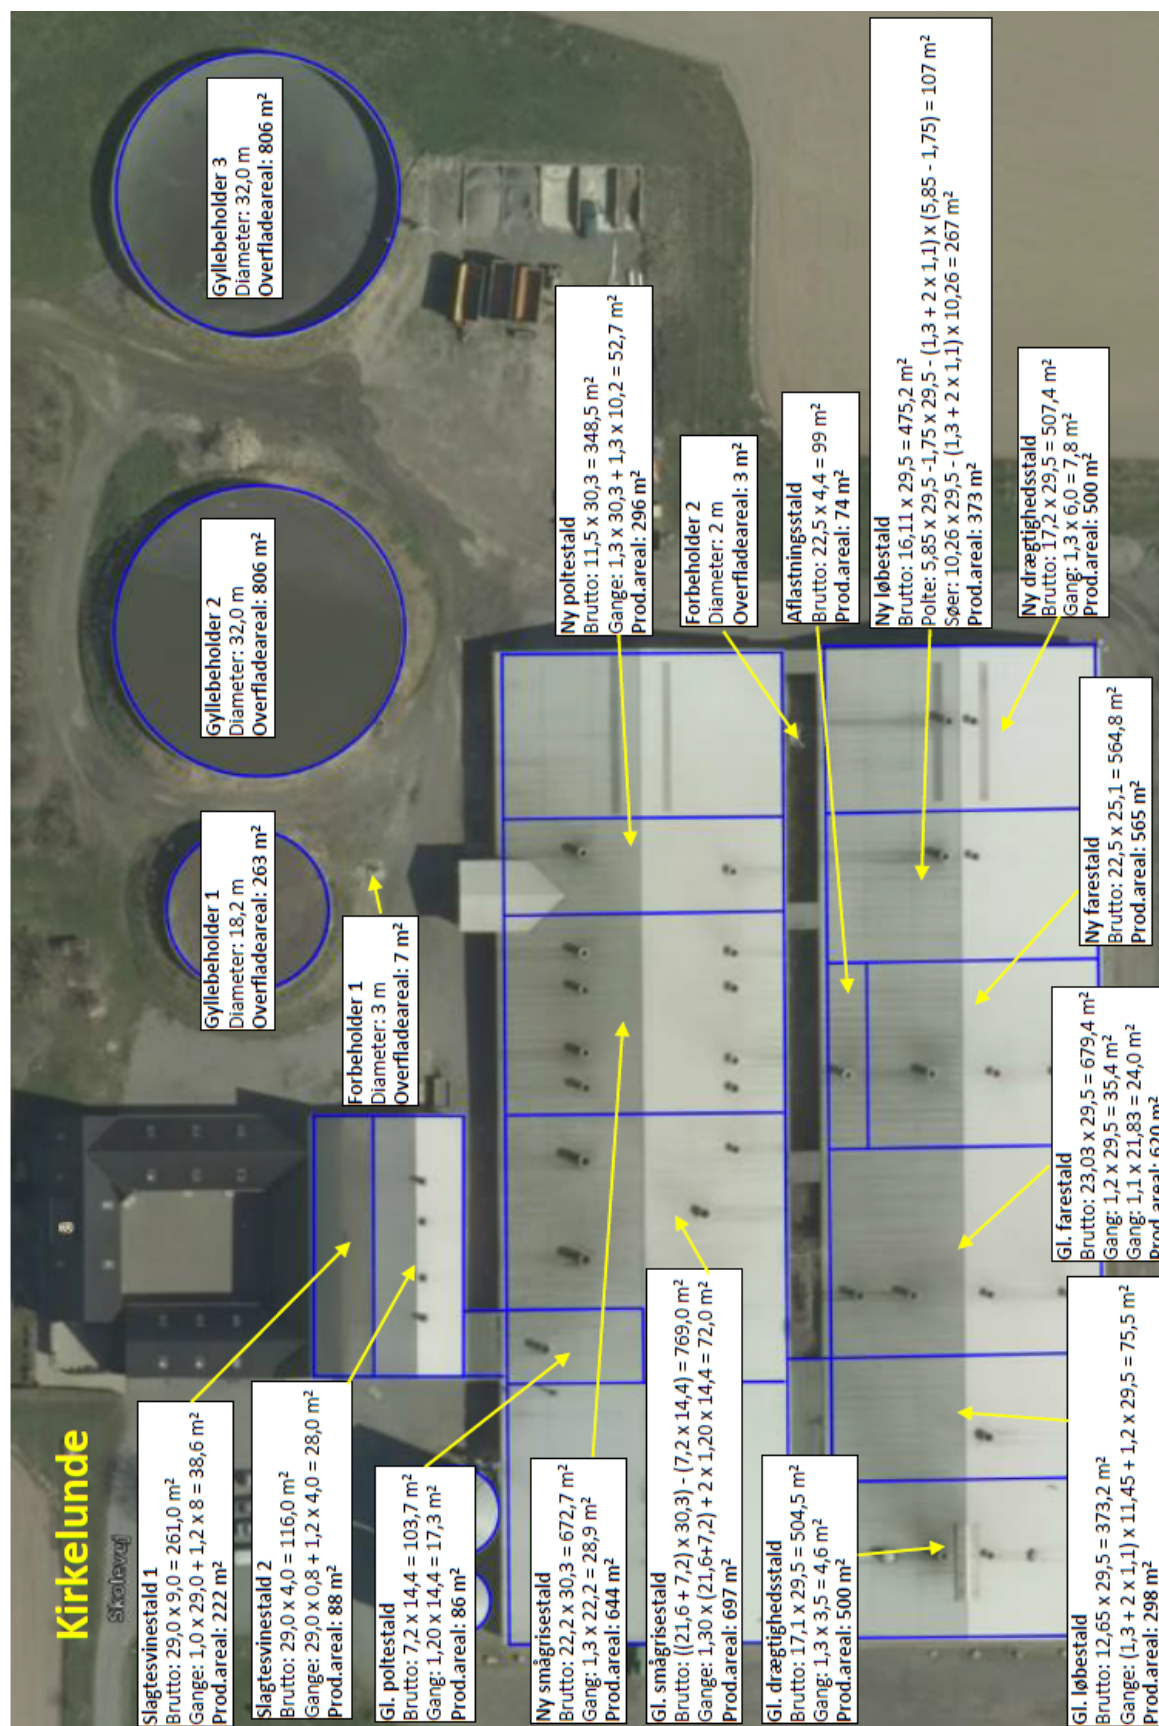 Kirkelunde
Skolevej
Slagtesvinestald 1
Brutto: 29,0 x 9,0 = 261,0 m²
Gange: 1,0 x 29,0 + 1,2 x 8 = 38,6 m²
Prod.areal: 222 m²
Slagtesvinestald 2
Brutto: 29,0 x 4,0 = 116,0 m²
Gange: 29,0 x 0,8 + 1,2 x 4,0 = 28,0 m²
Prod.areal: 88 m²
Gl. poltestald
Brutto: 7,2 x 14,4 = 103,7 m²
Gang: 1,20 x 14,4 = 17,3 m²
Prod.areal: 86 m²
Ny smågrisestald
Brutto: 22,2 x 30,3 = 672,7 m²
Gang: 1,3 x 22,2 = 28,9 m²
Prod.areal: 644 m²
Gl. smågrisestald
Brutto: ((21,6 + 7,2) x 30,3) - (7,2 x 14,4) = 769,0 m²
Gange: 1,30 x (21,6+7,2) + 2 x 1,20 x 14,4 = 72,0 m²
Prod.areal: 697 m²
Gl. drægtighedsstald
Brutto: 17,1 x 29,5 = 504,5 m²
Gang: 1,3 x 3,5 = 4,6 m²
Prod.areal: 500 m²
Gl. løbestald
Brutto: 12,65 x 29,5 = 373,2 m²
Gange: (1,3 + 2 x 1,1) x 11,45 + 1,2 x 29,5 = 75,5 m²
Prod.areal: 298 m²
Gl. farestald
Brutto: 23,03 x 29,5 = 679,4 m²
Gang: 1,2 x 29,5 = 35,4 m²
Gang: 1,1 x 21,83 = 24,0 m²
Prod.areal: 620 m²
Ny farestald
Brutto: 22,5 x 25,1 = 564,8 m²
Prod.areal: 565 m²
Ny drægtighedsstald
Brutto: 17,2 x 29,5 = 507,4 m²
Gang: 1,3 x 6,0 = 7,8 m²
Prod.areal: 500 m²
Ny løbestald
Brutto: 16,11 x 29,5 = 475,2 m²
Polte: 5,85 x 29,5 -1,75 x 29,5 - (1,3 + 2 x 1,1) x (5,85 - 1,75) = 107 m²
Søer: 10,26 x 29,5 - (1,3 + 2 x 1,1) x 10,26 = 267 m²
Prod.areal: 373 m²
Aflastningsstald
Brutto: 22,5 x 4,4 = 99 m²
Prod.areal: 74 m²
Forbeholder 2
Diameter: 2 m
Overfladeareal: 3 m²
Ny poltestald
Brutto: 11,5 x 30,3 = 348,5 m²
Gange: 1,3 x 30,3 + 1,3 x 10,2 = 52,7 m²
Prod.areal: 296 m²
Forbeholder 1
Diameter: 3 m
Overfladeareal: 7 m²
Gyllebeholder 1
Diameter: 18,2 m
Overfladeareal: 263 m²
Gyllebeholder 2
Diameter: 32,0 m
Overfladeareal: 806 m²
Gyllebeholder 3
Diameter: 32,0 m
Overfladeareal: 806 m²